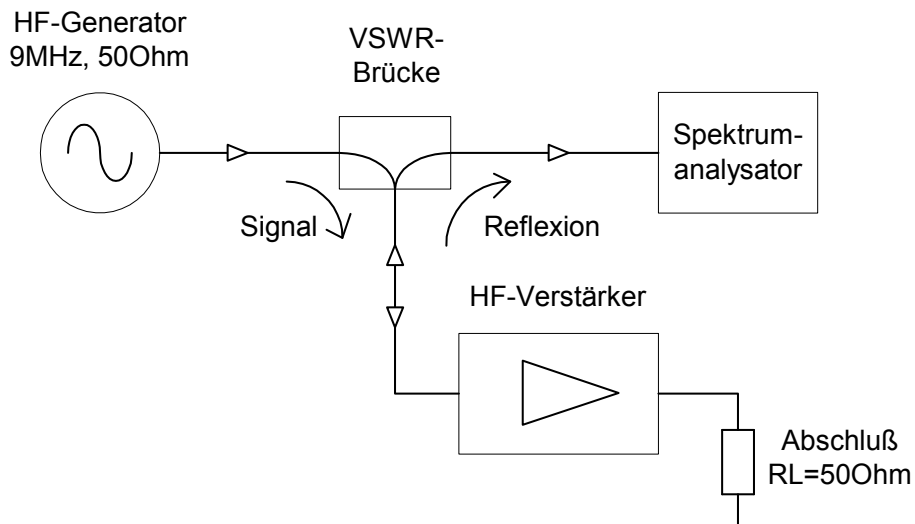 HF-Generator
9MHz, 50Ohm
VSWR-
Brücke
Spektrum-
analysator
Signal
Reflexion
HF-Verstärker
Abschluß
RL=50Ohm